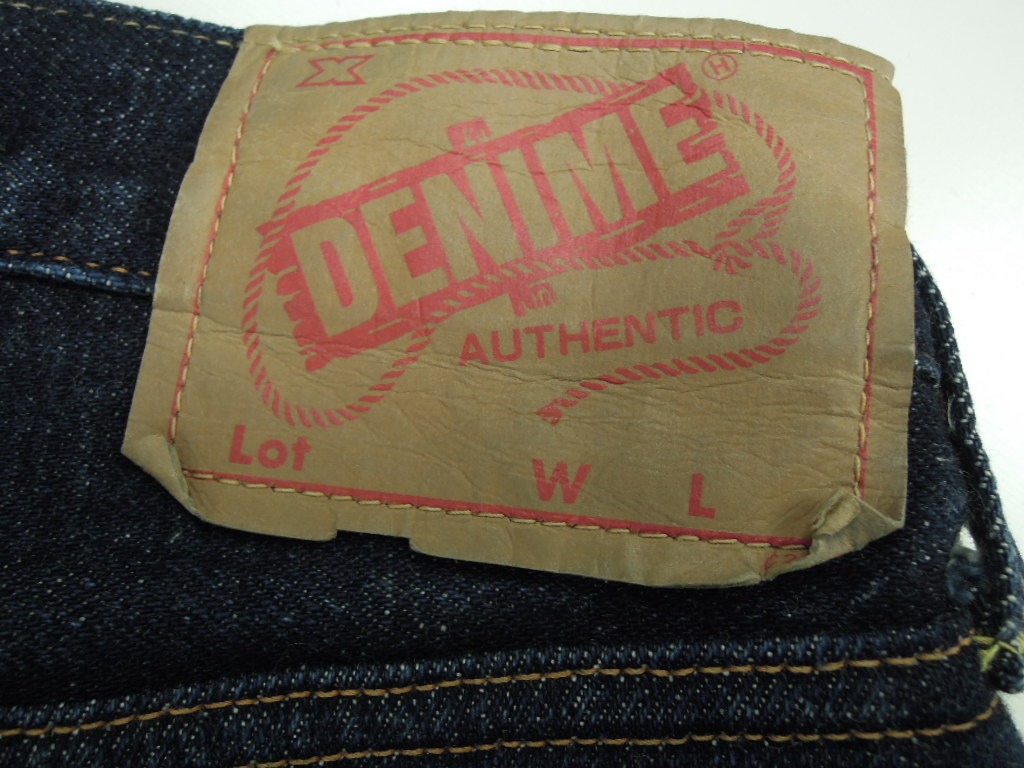 X
DENIME
H
AUTHENTIC
Lot
W L